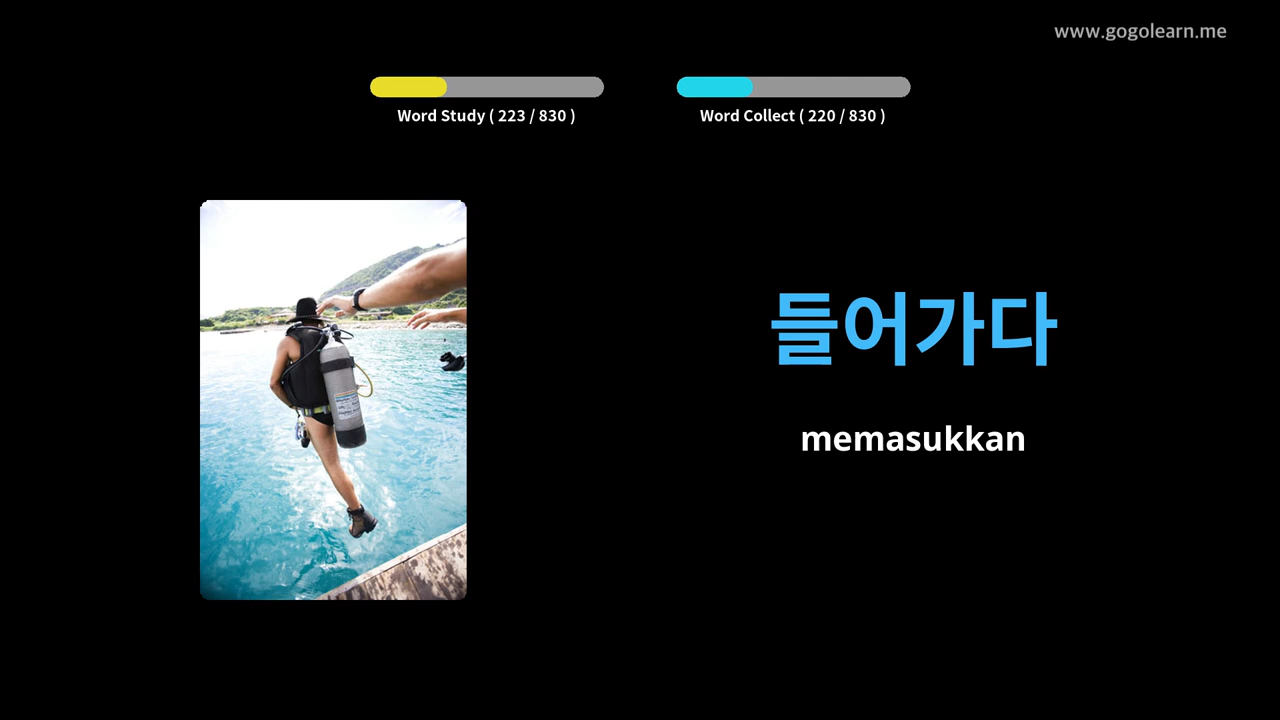 www.gogolearn.me
Word Study ( 223 / 830 )
Word Collect ( 220 / 830 )
들어가다
memasukkan